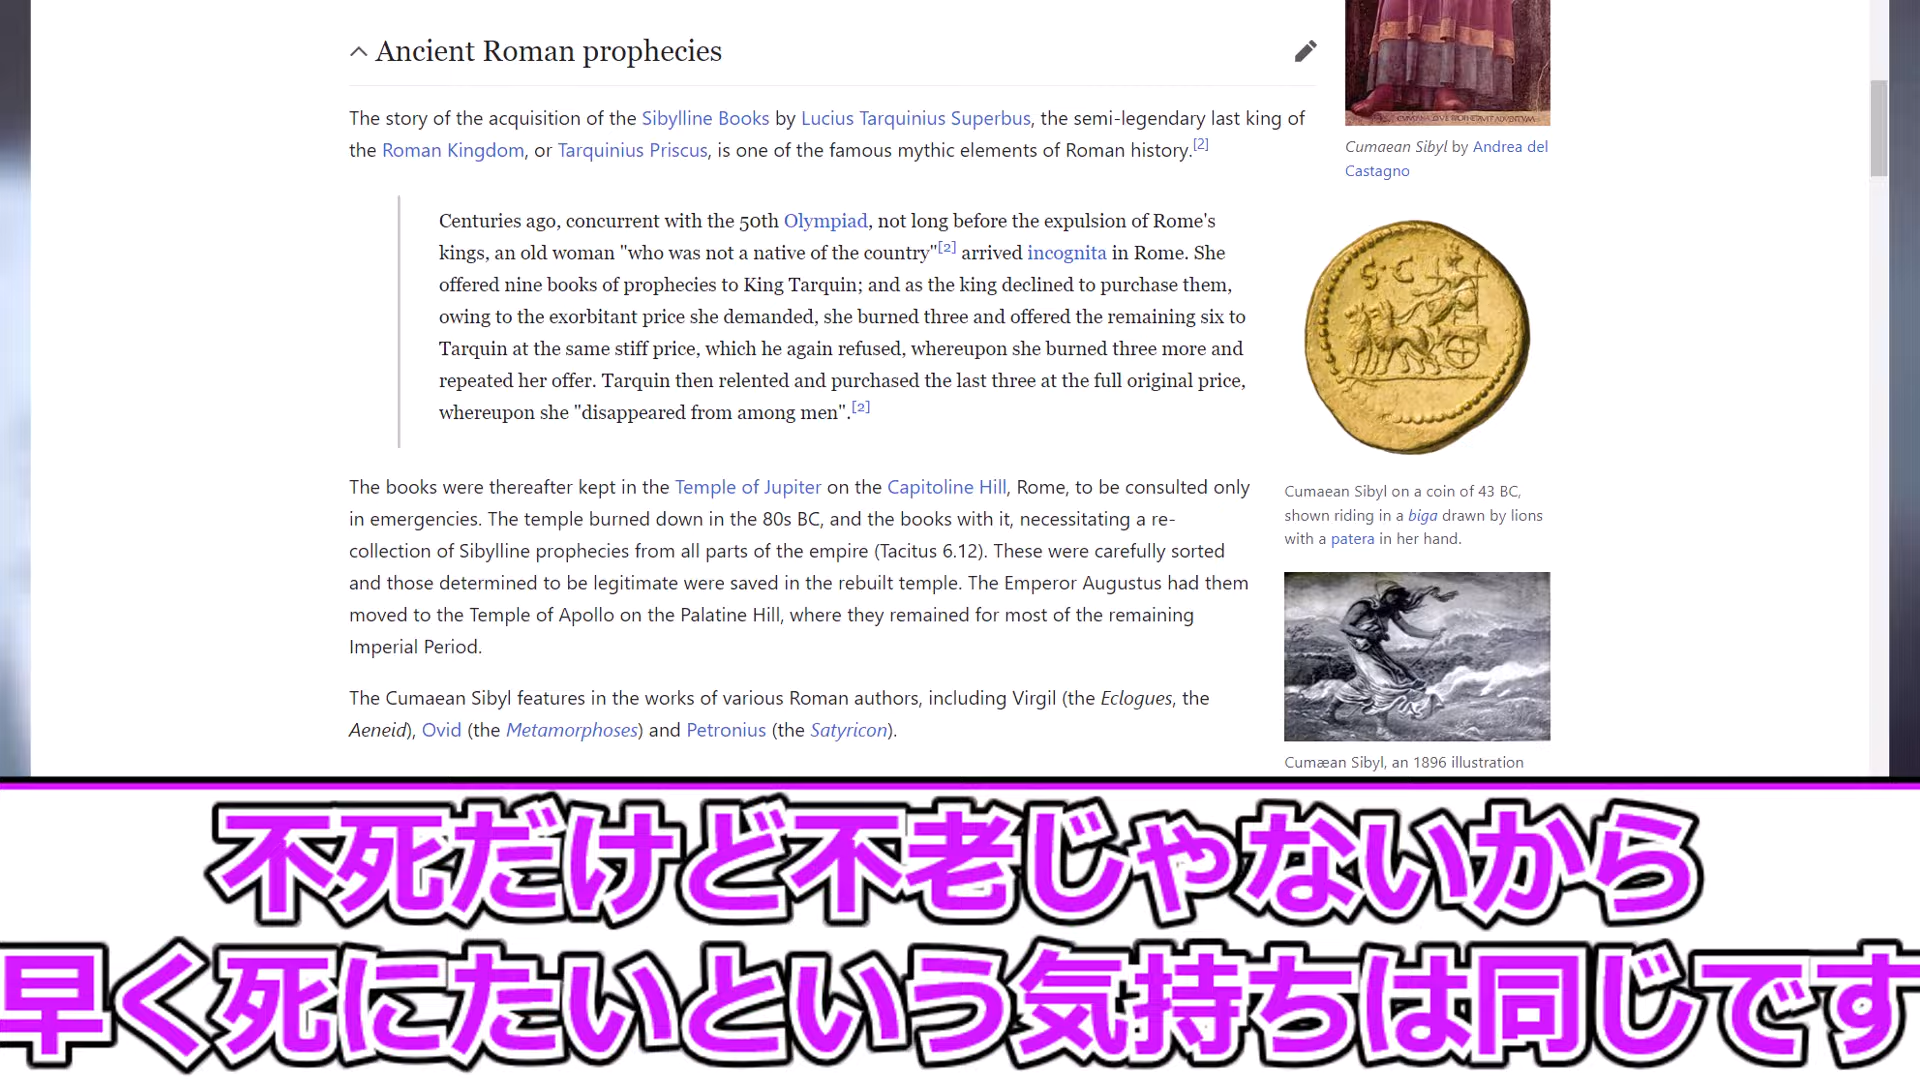 Ancient Roman prophecies
The story of the acquisition of the Sibylline Books by Lucius Tarquinius Superbus, the semi-legendary last king of
the Roman Kingdom, or Tarquinius Priscus, is one of the famous mythic elements of Roman history.[2]
Centuries ago, concurrent with the 50th Olympiad, not long before the expulsion of Rome's
kings, an old woman "who was not a native of the country"[2] arrived incognita in Rome. She
offered nine books of prophecies to King Tarquin; and as the king declined to purchase them,
owing to the exorbitant price she demanded, she burned three and offered the remaining six to
Tarquin at the same stiff price, which he again refused, whereupon she burned three more and
repeated her offer. Tarquin then relented and purchased the last three at the full original price,
whereupon she "disappeared from among men".[2]
The books were thereafter kept in the Temple of Jupiter on the Capitoline Hill, Rome, to be consulted only
in emergencies. The temple burned down in the 80s BC, and the books with it, necessitating a re-
collection of Sibylline prophecies from all parts of the empire (Tacitus 6.12). These were carefully sorted
and those determined to be legitimate were saved in the rebuilt temple. The Emperor Augustus had them
moved to the Temple of Apollo on the Palatine Hill, where they remained for most of the remaining
Imperial Period.
The Cumaean Sibyl features in the works of various Roman authors, including Virgil (the Eclogues, the
Aeneid), Ovid (the Metamorphoses) and Petronius (the Satyricon).
Cumaean Sibyl by Andrea del
Castagno
S·C
Cumaean Sibyl on a coin of 43 BC,
shown riding in a biga drawn by lions
with a patera in her hand.
Cumæan Sibyl, an 1896 illustration
不死だけど不老じゃないから
早く死にたいという気持ちは同じです